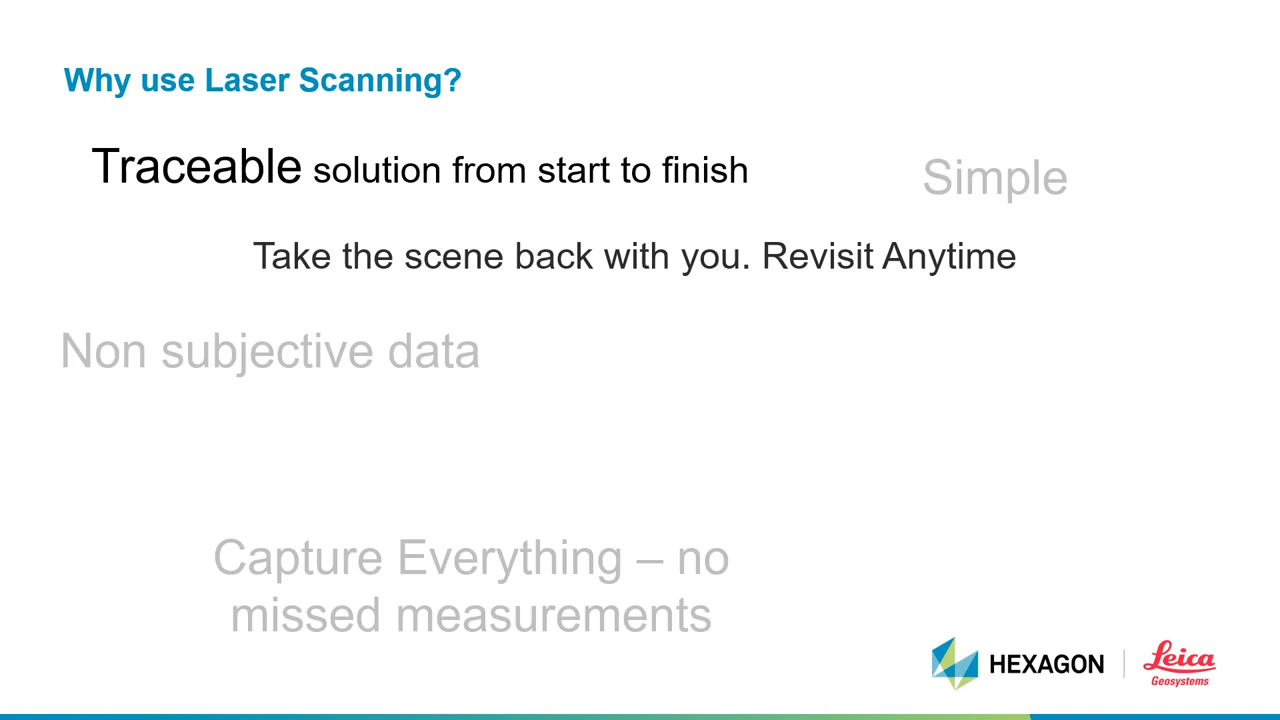 Why use Laser Scanning?
Traceable solution from start to finish
Simple
Take the scene back with you. Revisit Anytime
Non subjective data
Capture Everything – no
missed measurements
HEXAGON
Leica
Geosystems